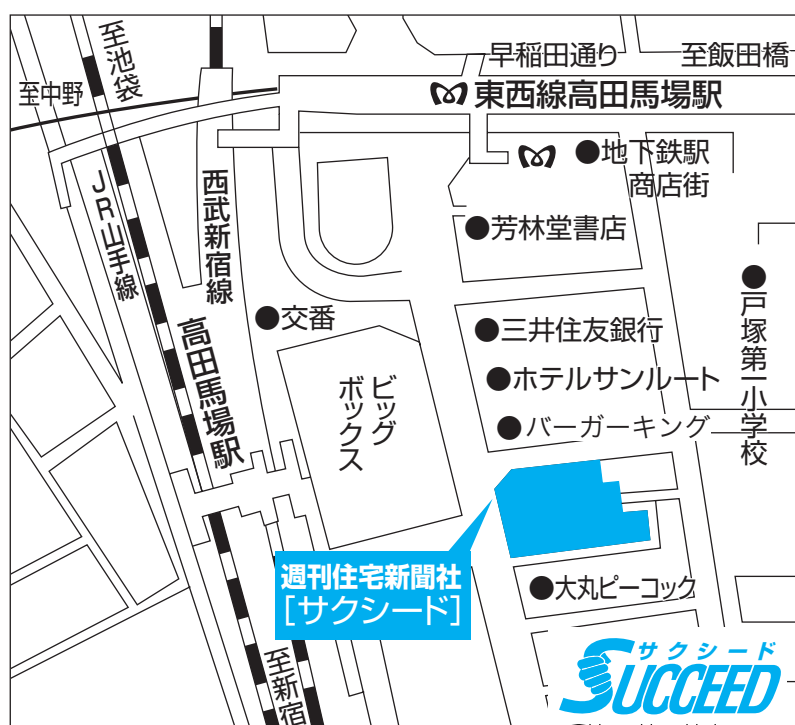 至池袋
早稲田通り
至飯田橋
至中野
東西線高田馬場駅
●地下鉄駅
商店街
JR山手線
西武新宿線
●芳林堂書店
●戸塚第一小学校
●交番
●三井住友銀行
高田馬場駅
ビッグ
ボックス
●ホテルサンルート
●バーガーキング
週刊住宅新聞社
[サクシード]
●大丸ピーコック
至新宿
サクシード
SUCCEED